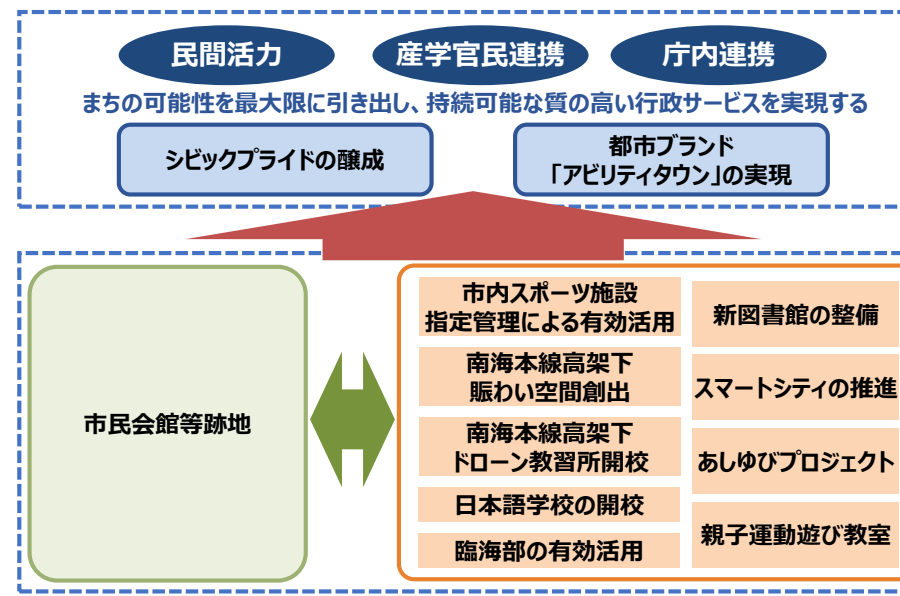 民間活力
産学官民連携
庁内連携
まちの可能性を最大限に引き出し、持続可能な質の高い行政サービスを実現する
シビックプライドの醸成
都市ブランド
「アビリティタウン」の実現
市民会館等跡地
市内スポーツ施設
指定管理による有効活用
南海本線高架下
賑わい空間創出
南海本線高架下
ドローン教習所開校
日本語学校の開校
臨海部の有効活用
新図書館の整備
スマートシティの推進
あしゆびプロジェクト
親子運動遊び教室